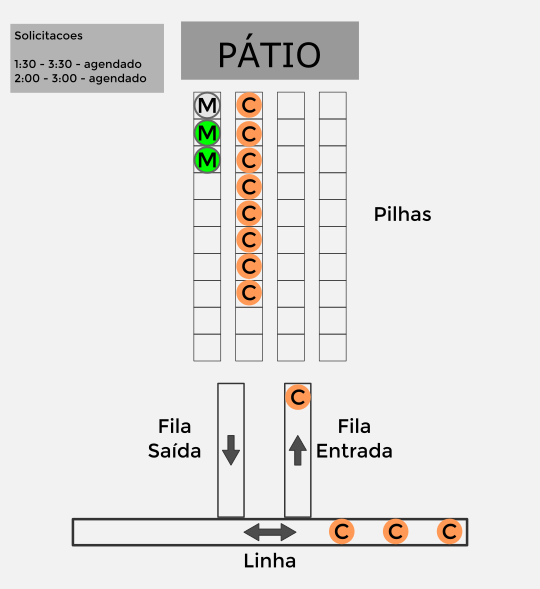 Solicitacoes
1:30 - 3:30 - agendado
2:00 - 3:00 - agendado
PÁTIO
M C
M C
M C
C
C
C
C
C
Pilhas
C
Fila
Saída
Fila
Entrada
C C C
Linha